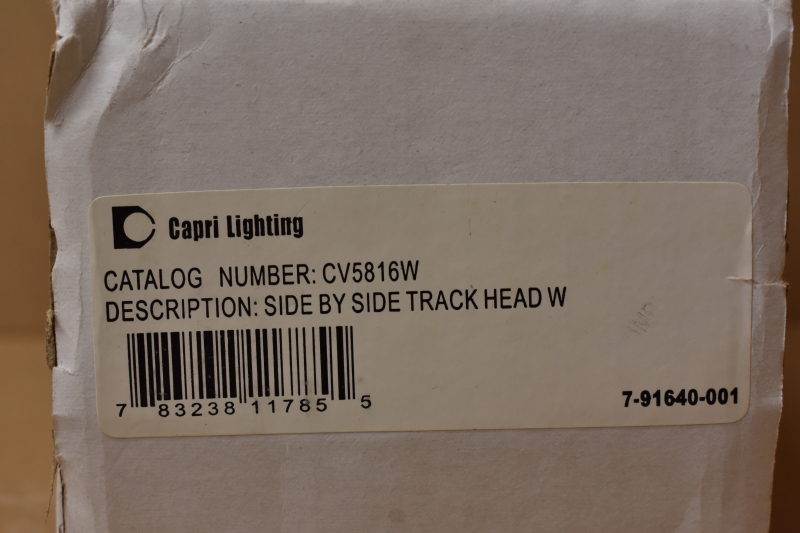 Capri Lighting
CATALOG NUMBER: CV5816W
DESCRIPTION: SIDE BY SIDE TRACK HEAD W
7 83238 11785 5
7-91640-001